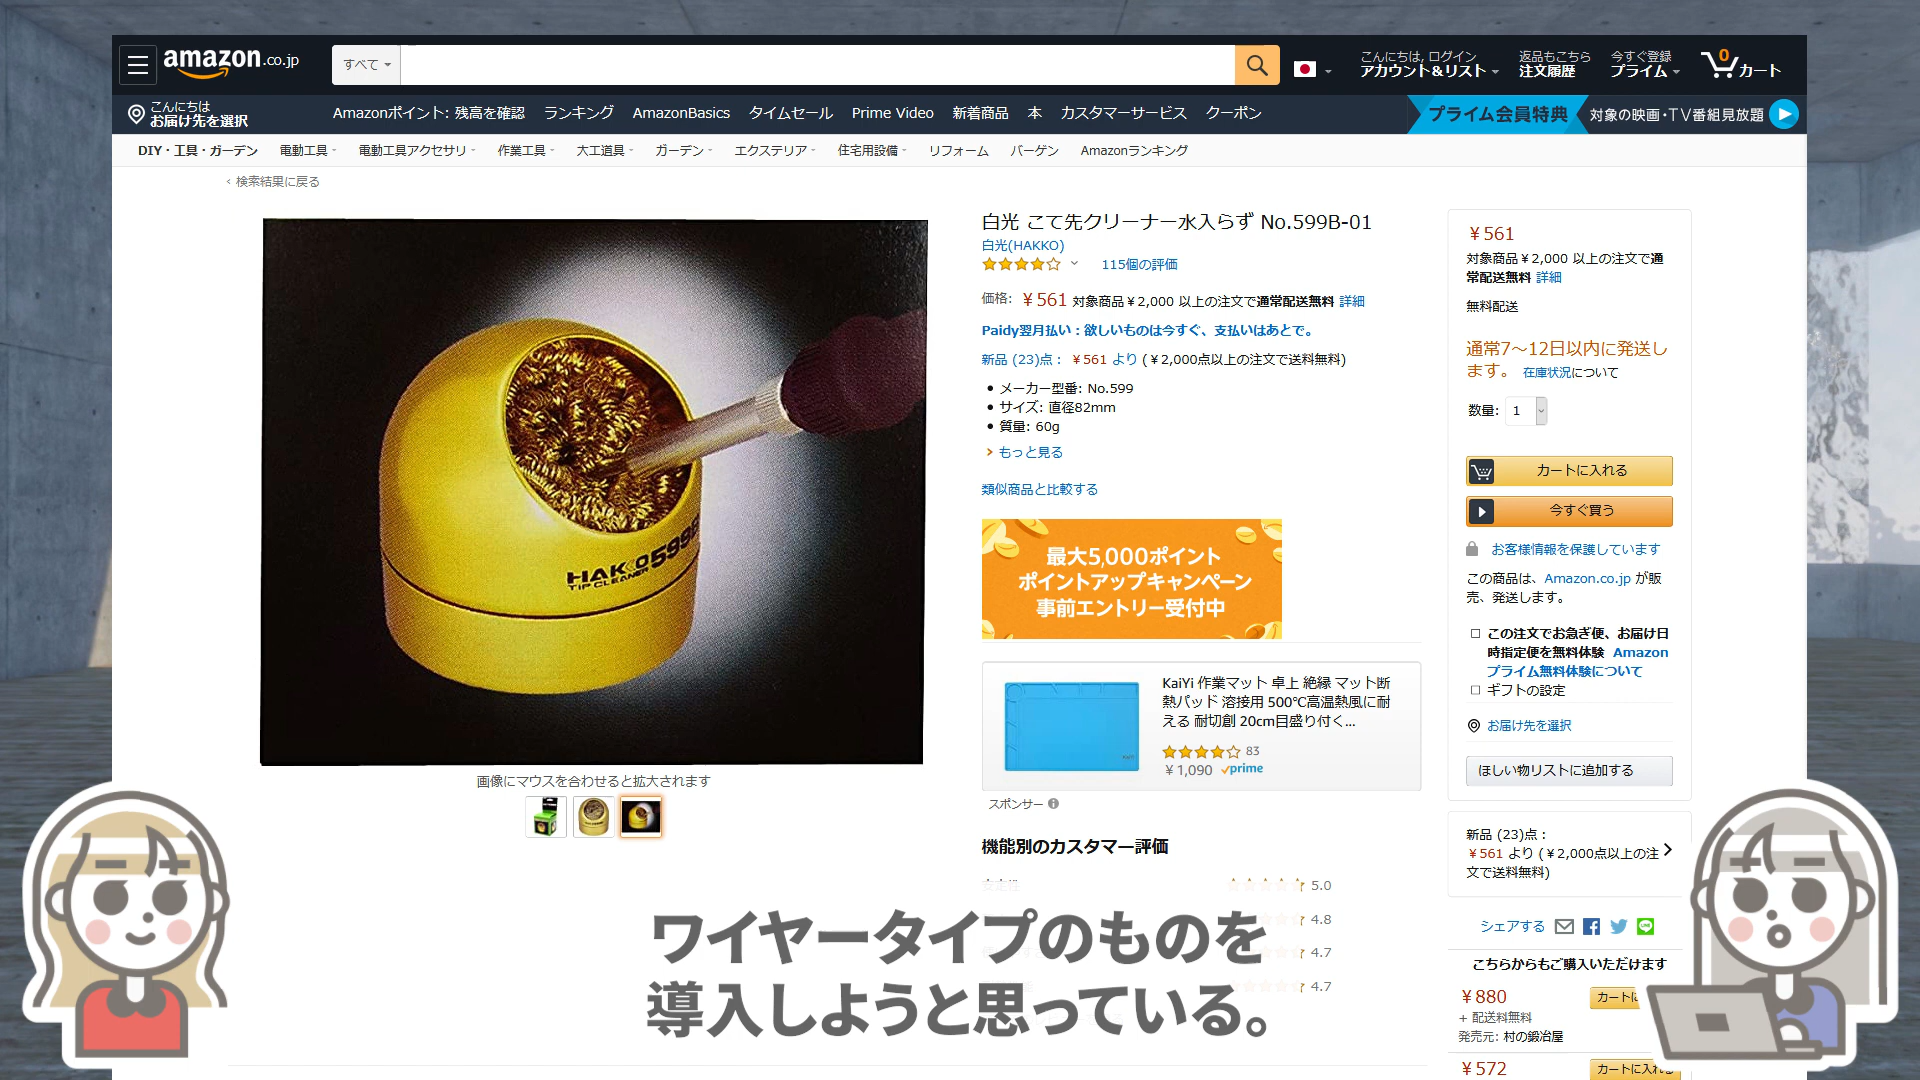 amazon.co.jp
すべて
こんにちは, ログイン
アカウント&リスト
返品もこちら
注文履歴
今すぐ登録
プライム
0
カート
こんにちは
お届け先を選択
Amazonポイント: 残高を確認
ランキング
AmazonBasics
タイムセール
Prime Video
新着商品
本
カスタマーサービス
クーポン
プライム会員特典
対象の映画・TV番組見放題
DIY・工具・ガーデン
電動工具
電動工具アクセサリ
作業工具
大工道具
ガーデン
エクステリア
住宅用設備
リフォーム
バーゲン
Amazonランキング
‹ 検索結果に戻る
HAKKO599B
TIP CLEANER
画像にマウスを合わせると拡大されます
白光 こて先クリーナー水入らず No.599B-01
白光(HAKKO)
115個の評価
価格: ￥561 対象商品￥2,000 以上の注文で通常配送無料 詳細
Paidy翌月払い：欲しいものは今すぐ、支払いはあとで。
新品 (23)点： ￥561 より (￥2,000点以上の注文で送料無料)
● メーカー型番: No.599
● サイズ: 直径82mm
● 質量: 60g
› もっと見る
類似商品と比較する
最大5,000ポイント
ポイントアップキャンペーン
事前エントリー受付中
KaiYi 作業マット 卓上 絶縁 マット断
熱パッド 溶接用 500℃高温熱風に耐
える 耐切創 20cm目盛り付く...
83
￥1,090 prime
スポンサー
機能別のカスタマー評価
5.0
4.8
4.7
4.7
￥561
対象商品￥2,000 以上の注文で通
常配送無料 詳細
無料配送
通常7～12日以内に発送し
ます。 在庫状況について
数量: 1
カートに入れる
今すぐ買う
お客様情報を保護しています
この商品は、Amazon.co.jp が販
売、発送します。
この注文でお急ぎ便、お届け日
時指定便を無料体験 Amazon
プライム無料体験について
ギフトの設定
お届け先を選択
ほしい物リストに追加する
新品 (23)点：
￥561 より (￥2,000点以上の注
文で送料無料)
シェアする
こちらからもご購入いただけます
￥880
カートに
+ 配送料無料
発売元: 村の鍛冶屋
￥572
カートに入れる
ワイヤータイプのものを
導入しようと思っている。